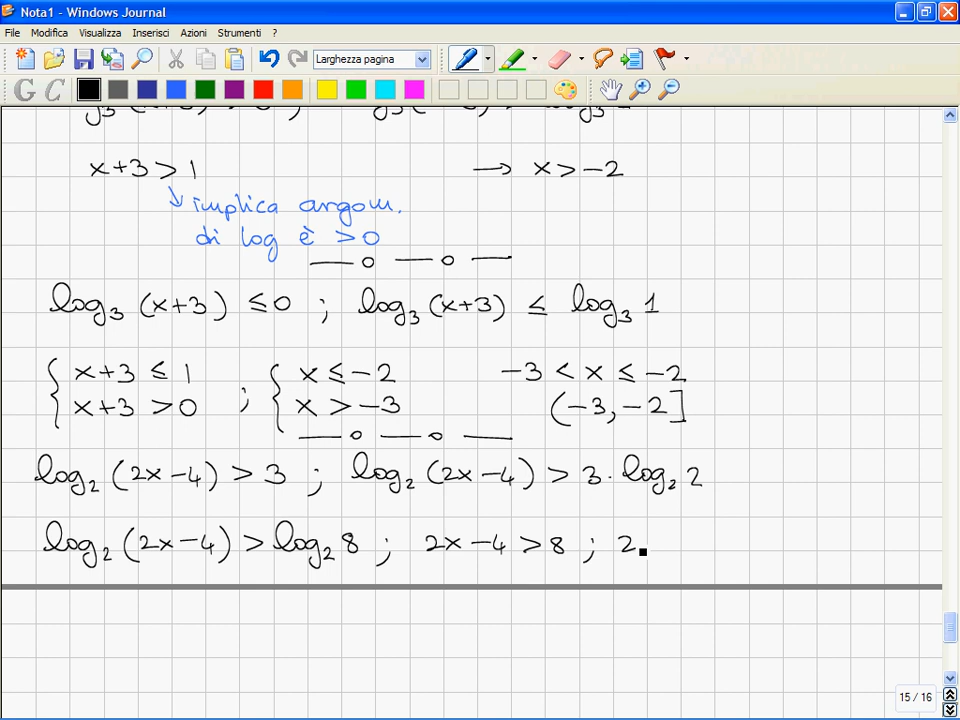 Nota1 - Windows Journal
File Modifica Visualizza Inserisci Azioni Strumenti ?
Larghezza pagina
G C
x+3 > 1 → x > -2
↓ implica argom.
di log è > 0
log₃ (x+3) ≤ 0 ; log₃ (x+3) ≤ log₃ 1
{ x+3 ≤ 1 ; { x ≤ -2 -3 < x ≤ -2
x+3 > 0 x > -3 (-3, -2]
log₂ (2x-4) > 3 ; log₂ (2x-4) > 3 · log₂ 2
log₂ (2x-4) > log₂ 8 ; 2x-4 > 8 ; 2
15 / 16